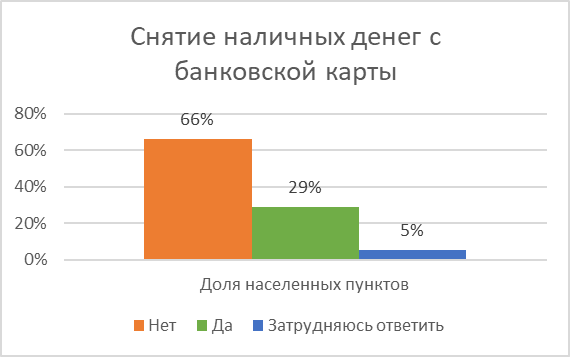 Снятие наличных денег с
банковской карты
80%
60%
40%
20%
0%
66%
29%
5%
Доля населенных пунктов
Нет
Да
Затрудняюсь ответить